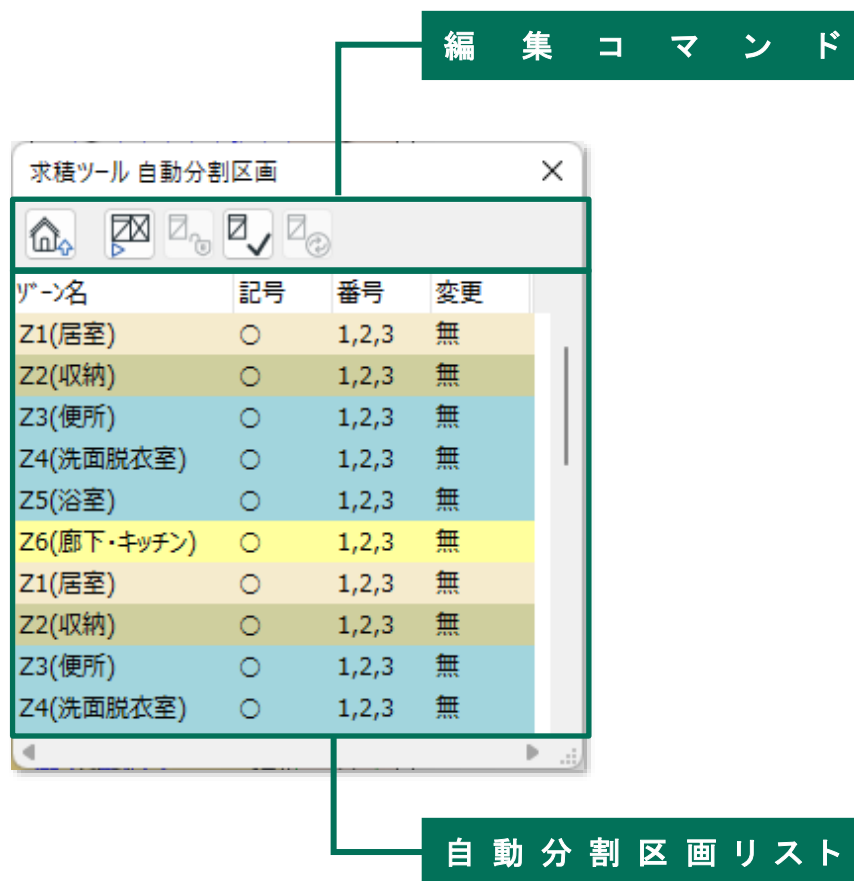 編集コマンド
求積ツール 自動分割区画
ｿﾞｰﾝ名 記号 番号 変更
Z1(居室) ○ 1,2,3 無
Z2(収納) ○ 1,2,3 無
Z3(便所) ○ 1,2,3 無
Z4(洗面脱衣室) ○ 1,2,3 無
Z5(浴室) ○ 1,2,3 無
Z6(廊下・キッチン) ○ 1,2,3 無
Z1(居室) ○ 1,2,3 無
Z2(収納) ○ 1,2,3 無
Z3(便所) ○ 1,2,3 無
Z4(洗面脱衣室) ○ 1,2,3 無
自動分割区画リスト